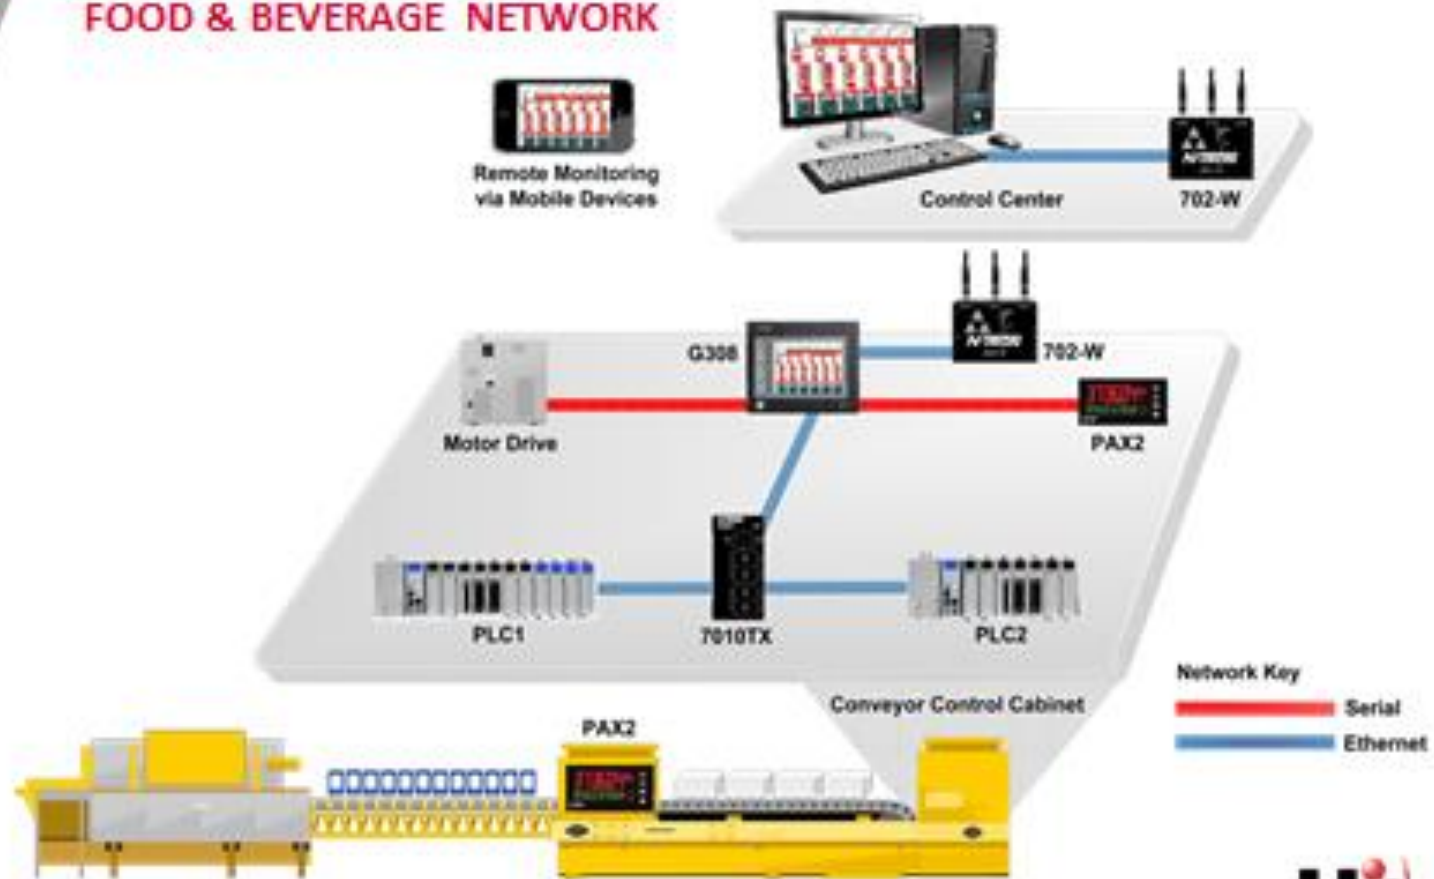 FOOD & BEVERAGE NETWORK
Remote Monitoring
via Mobile Devices
Control Center
702-W
G308
702-W
Motor Drive
PAX2
PLC1
7010TX
PLC2
Network Key
Serial
Ethernet
Conveyor Control Cabinet
PAX2